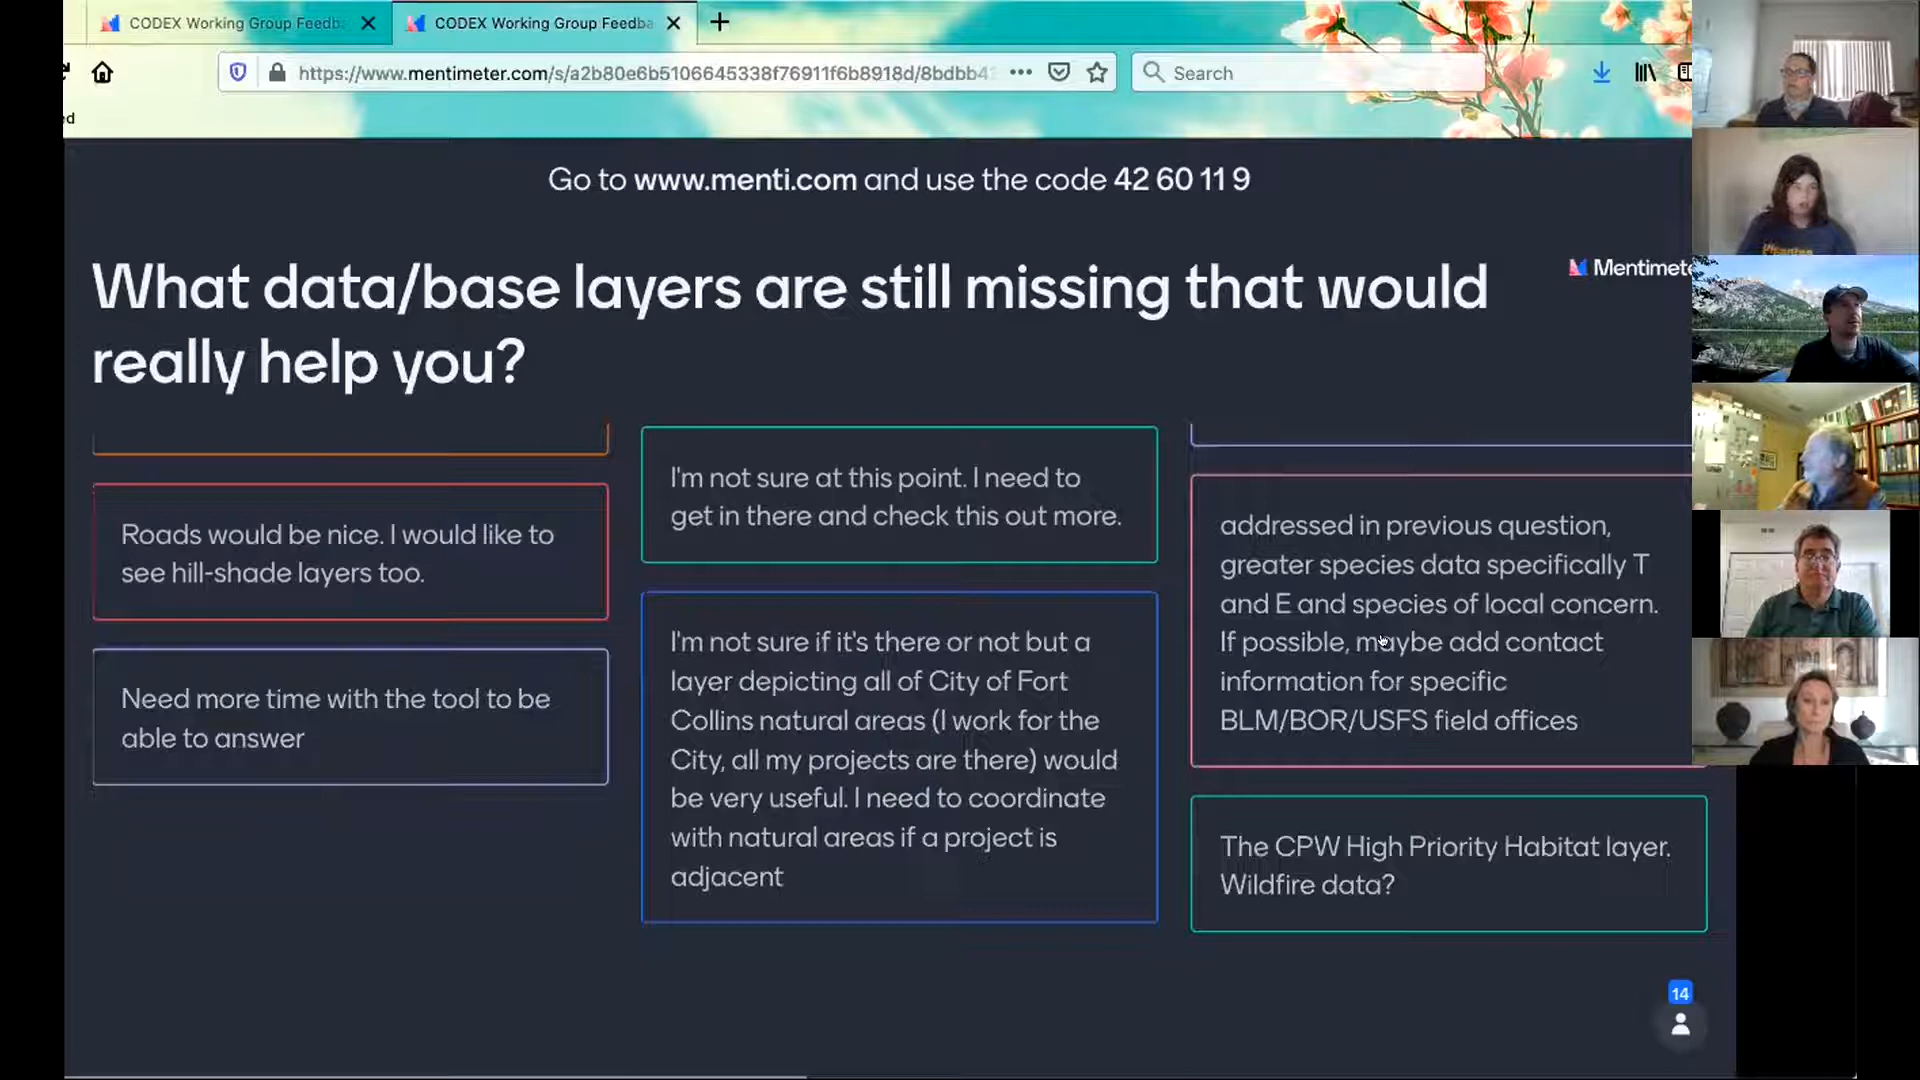 CODEX Working Group Feedb
CODEX Working Group Feedba
https://www.mentimeter.com/s/a2b80e6b5106645338f76911f6b8918d/8bdbb4
Search
ed
Go to www.menti.com and use the code 42 60 11 9
What data/base layers are still missing that would
really help you?
Mentimete
Roads would be nice. I would like to
see hill-shade layers too.
Need more time with the tool to be
able to answer
I'm not sure at this point. I need to
get in there and check this out more.
I'm not sure if it's there or not but a
layer depicting all of City of Fort
Collins natural areas (I work for the
City, all my projects are there) would
be very useful. I need to coordinate
with natural areas if a project is
adjacent
addressed in previous question,
greater species data specifically T
and E and species of local concern.
If possible, maybe add contact
information for specific
BLM/BOR/USFS field offices
The CPW High Priority Habitat layer.
Wildfire data?
14